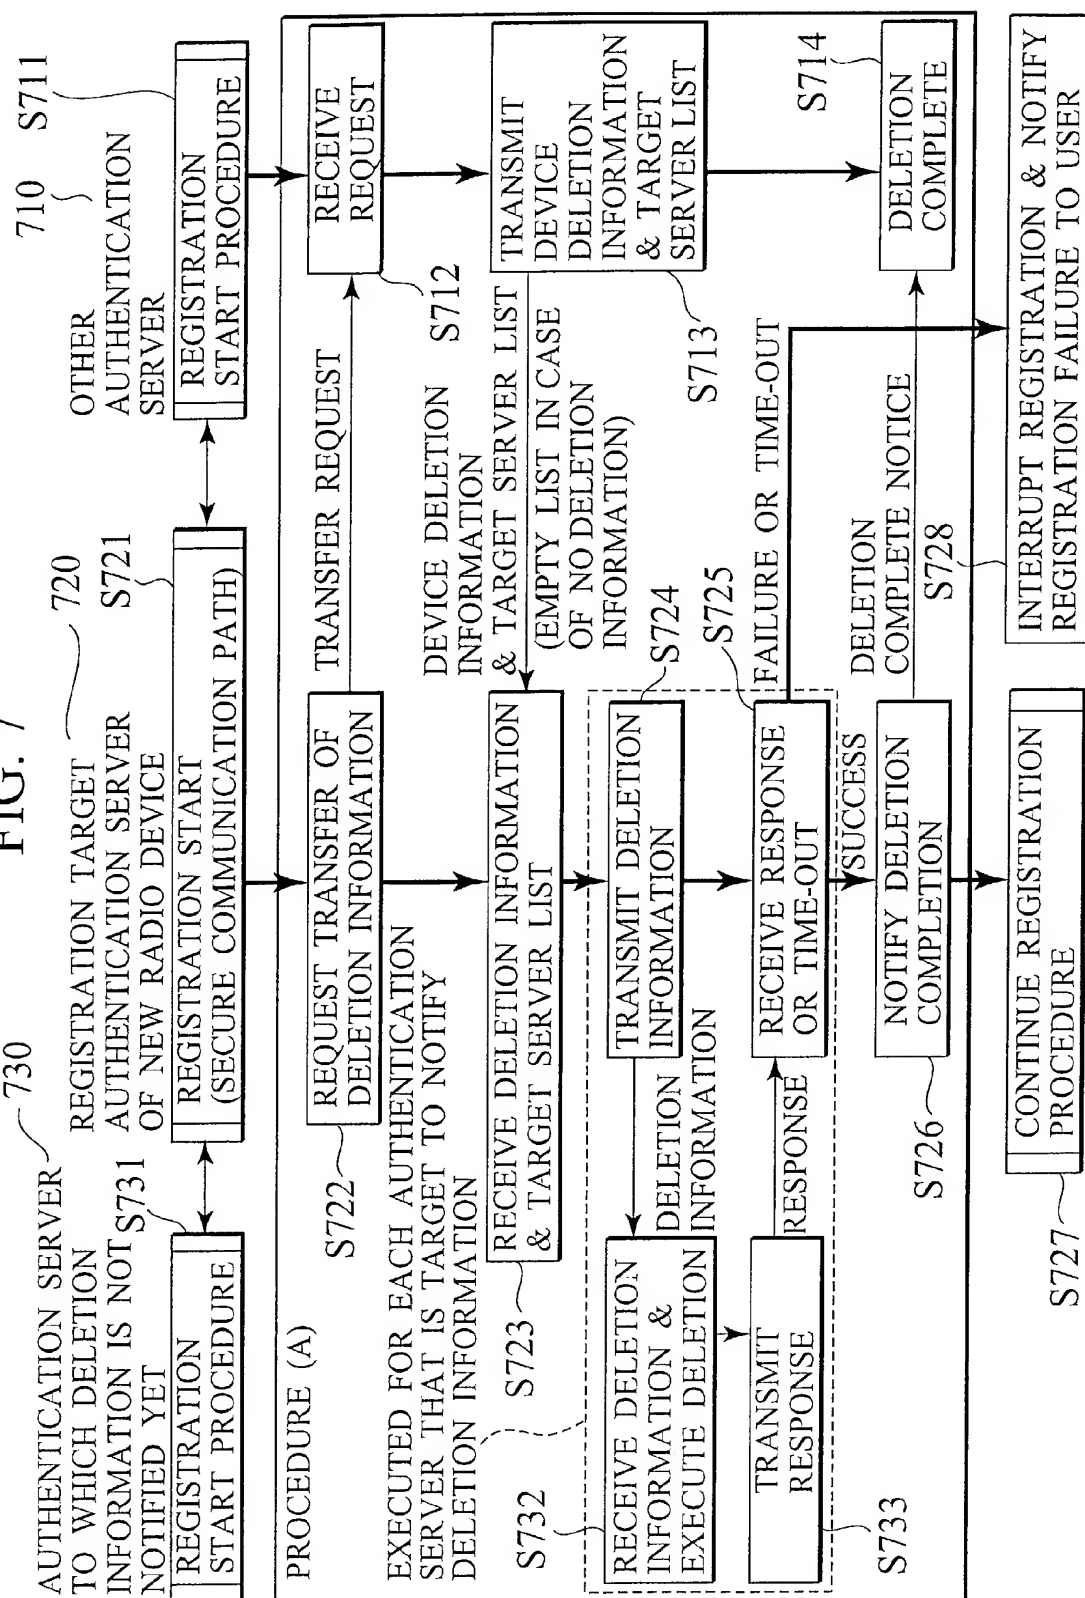 FIG. 7
730
AUTHENTICATION SERVER
TO WHICH DELETION
INFORMATION IS NOT
NOTIFIED YET
S731
REGISTRATION
START PROCEDURE
720
REGISTRATION TARGET
AUTHENTICATION SERVER
OF NEW RADIO DEVICE
S721
REGISTRATION START
(SECURE COMMUNICATION PATH)
710
S711
OTHER
AUTHENTICATION
SERVER
REGISTRATION
START PROCEDURE
PROCEDURE (A)
S722
REQUEST TRANSFER OF
DELETION INFORMATION
TRANSFER REQUEST
RECEIVE
REQUEST
S712
EXECUTED FOR EACH AUTHENTICATION
SERVER THAT IS TARGET TO NOTIFY
DELETION INFORMATION
S723
RECEIVE DELETION INFORMATION
& TARGET SERVER LIST
DEVICE DELETION
INFORMATION
& TARGET SERVER LIST
(EMPTY LIST IN CASE
OF NO DELETION
INFORMATION)
TRANSMIT
DEVICE
DELETION
INFORMATION
& TARGET
SERVER LIST
S713
S732
RECEIVE DELETION
INFORMATION &
EXECUTE DELETION
DELETION
INFORMATION
TRANSMIT DELETION
INFORMATION
S724
TRANSMIT
RESPONSE
S733
RESPONSE
RECEIVE RESPONSE
OR TIME-OUT
S725
FAILURE OR TIME-OUT
SUCCESS
S726
NOTIFY DELETION
COMPLETION
DELETION
COMPLETE NOTICE
DELETION
COMPLETE
S714
S727
CONTINUE REGISTRATION
PROCEDURE
S728
INTERRUPT REGISTRATION & NOTIFY
REGISTRATION FAILURE TO USER